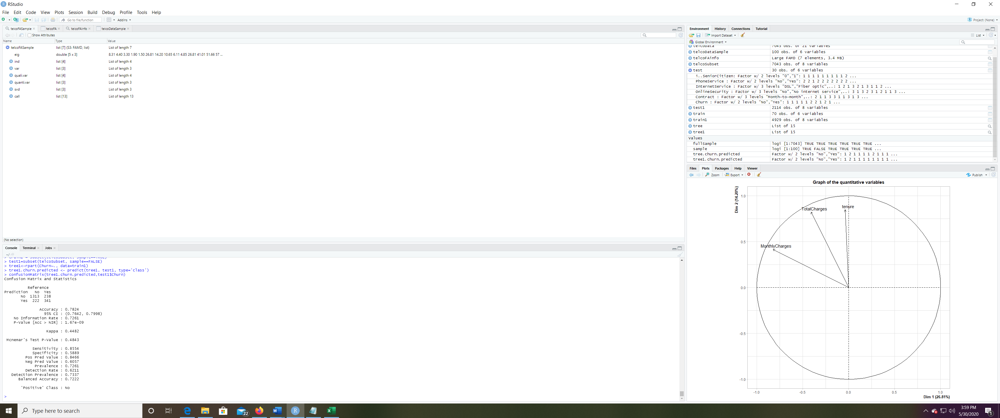 RStudio
File Edit Code View Plots Session Build Debug Profile Tools Help
Go to file/function Addins Project: (None)
telcoFASample telcoFA telcoFAinfo telcoDataSample
Show Attributes
Name Type Value
telcoFASample list [7] (S3: FAMD, list) List of length 7
eig double [5 x 3] 8.31 4.40 3.30 1.90 1.50 26.81 14.20 10.65 6.11 4.85 26.81 41.01 51.66 57 ...
ind list [4] List of length 4
var list [3] List of length 3
quali.var list [4] List of length 4
quanti.var list [3] List of length 3
svd list [3] List of length 3
call list [13] List of length 13
(No selection)
Console Terminal Jobs
~/
> train1 = subset(telcoSubset, sample==TRUE)
> test1=subset(telcoSubset, sample==FALSE)
> tree1<-rpart(Churn~., data=train1)
> tree1.churn.predicted <- predict(tree1, test1, type='class')
> confusionMatrix(tree1.churn.predicted,test1$Churn)
Confusion Matrix and Statistics
Reference
Prediction No Yes
No 1313 238
Yes 222 341
Accuracy : 0.7824
95% CI : (0.7642, 0.7998)
No Information Rate : 0.7261
P-Value [Acc > NIR] : 1.67e-09
Kappa : 0.4482
Mcnemar's Test P-Value : 0.4843
Sensitivity : 0.8554
Specificity : 0.5889
Pos Pred Value : 0.8466
Neg Pred Value : 0.6057
Prevalence : 0.7261
Detection Rate : 0.6211
Detection Prevalence : 0.7337
Balanced Accuracy : 0.7222
'Positive' Class : No
>
Environment History Connections Tutorial
Import Dataset List
Global Environment
telcoData 7043 obs. of 21 variables
telcoDataSample 100 obs. of 6 variables
telcoFAinfo Large FAMD (7 elements, 3.4 MB)
telcoSubset 7043 obs. of 8 variables
test 30 obs. of 6 variables
ï..SeniorCitizen: Factor w/ 2 levels "0","1": 1 1 1 1 1 1 1 1 1 2 ...
PhoneService : Factor w/ 2 levels "No","Yes": 2 2 1 2 2 2 2 2 2 2 ...
InternetService : Factor w/ 3 levels "DSL","Fiber optic",..: 1 2 1 3 2 1 3 1 1 2 ...
OnlineSecurity : Factor w/ 3 levels "No","No internet service",..: 3 1 3 2 3 1 2 1 1 3 ...
Contract : Factor w/ 3 levels "Month-to-month",..: 2 1 1 3 3 1 1 3 1 3 ...
Churn : Factor w/ 2 levels "No","Yes": 1 1 1 1 1 2 2 1 2 1 ...
test1 2114 obs. of 8 variables
train 70 obs. of 6 variables
train1 4929 obs. of 8 variables
tree List of 15
tree1 List of 15
Values
fullSample logi [1:7043] TRUE TRUE TRUE TRUE TRUE TRUE ...
sample logi [1:100] TRUE FALSE TRUE TRUE TRUE TRUE ...
tree.churn.predicted Factor w/ 2 levels "No","Yes": 1 2 1 1 1 1 2 1 1 1 ...
tree1.churn.predicted Factor w/ 2 levels "No","Yes": 1 2 1 1 1 1 1 1 1 1 ...
Files Plots Packages Help Viewer
Zoom Export Publish
Graph of the quantitative variables
Dim 2 (14.20%)
1.0
0.5
0.0
-0.5
-1.0
TotalCharges
tenure
MonthlyCharges
-1.0 -0.5 0.0 0.5 1.0
Dim 1 (26.81%)
Type here to search
22
3:59 PM
5/30/2020
1